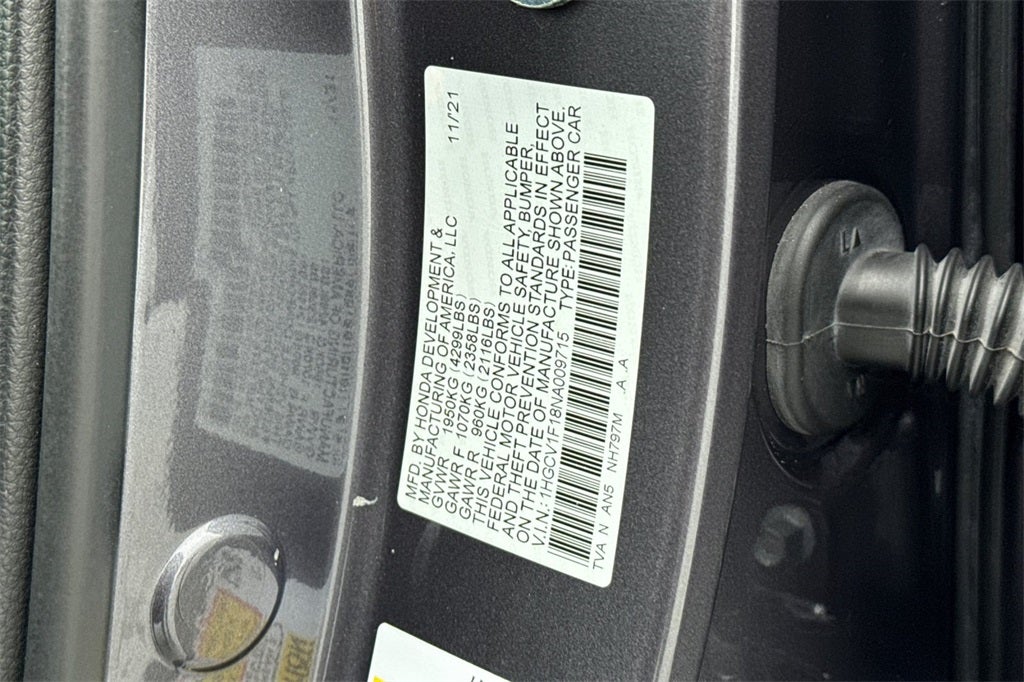 MFD. BY HONDA DEVELOPMENT & 11/21
MANUFACTURING OF AMERICA, LLC
GVWR 1950KG (4299LBS)
GAWR F 1070KG (2358LBS)
GAWR R 960KG (2116LBS)
THIS VEHICLE CONFORMS TO ALL APPLICABLE
FEDERAL MOTOR VEHICLE SAFETY, BUMPER,
AND THEFT PREVENTION STANDARDS IN EFFECT
ON THE DATE OF MANUFACTURE SHOWN ABOVE.
V.I.N.: 1HGCV1F18NA009715 TYPE: PASSENGER CAR
TVA N AN5 NH797M A . A